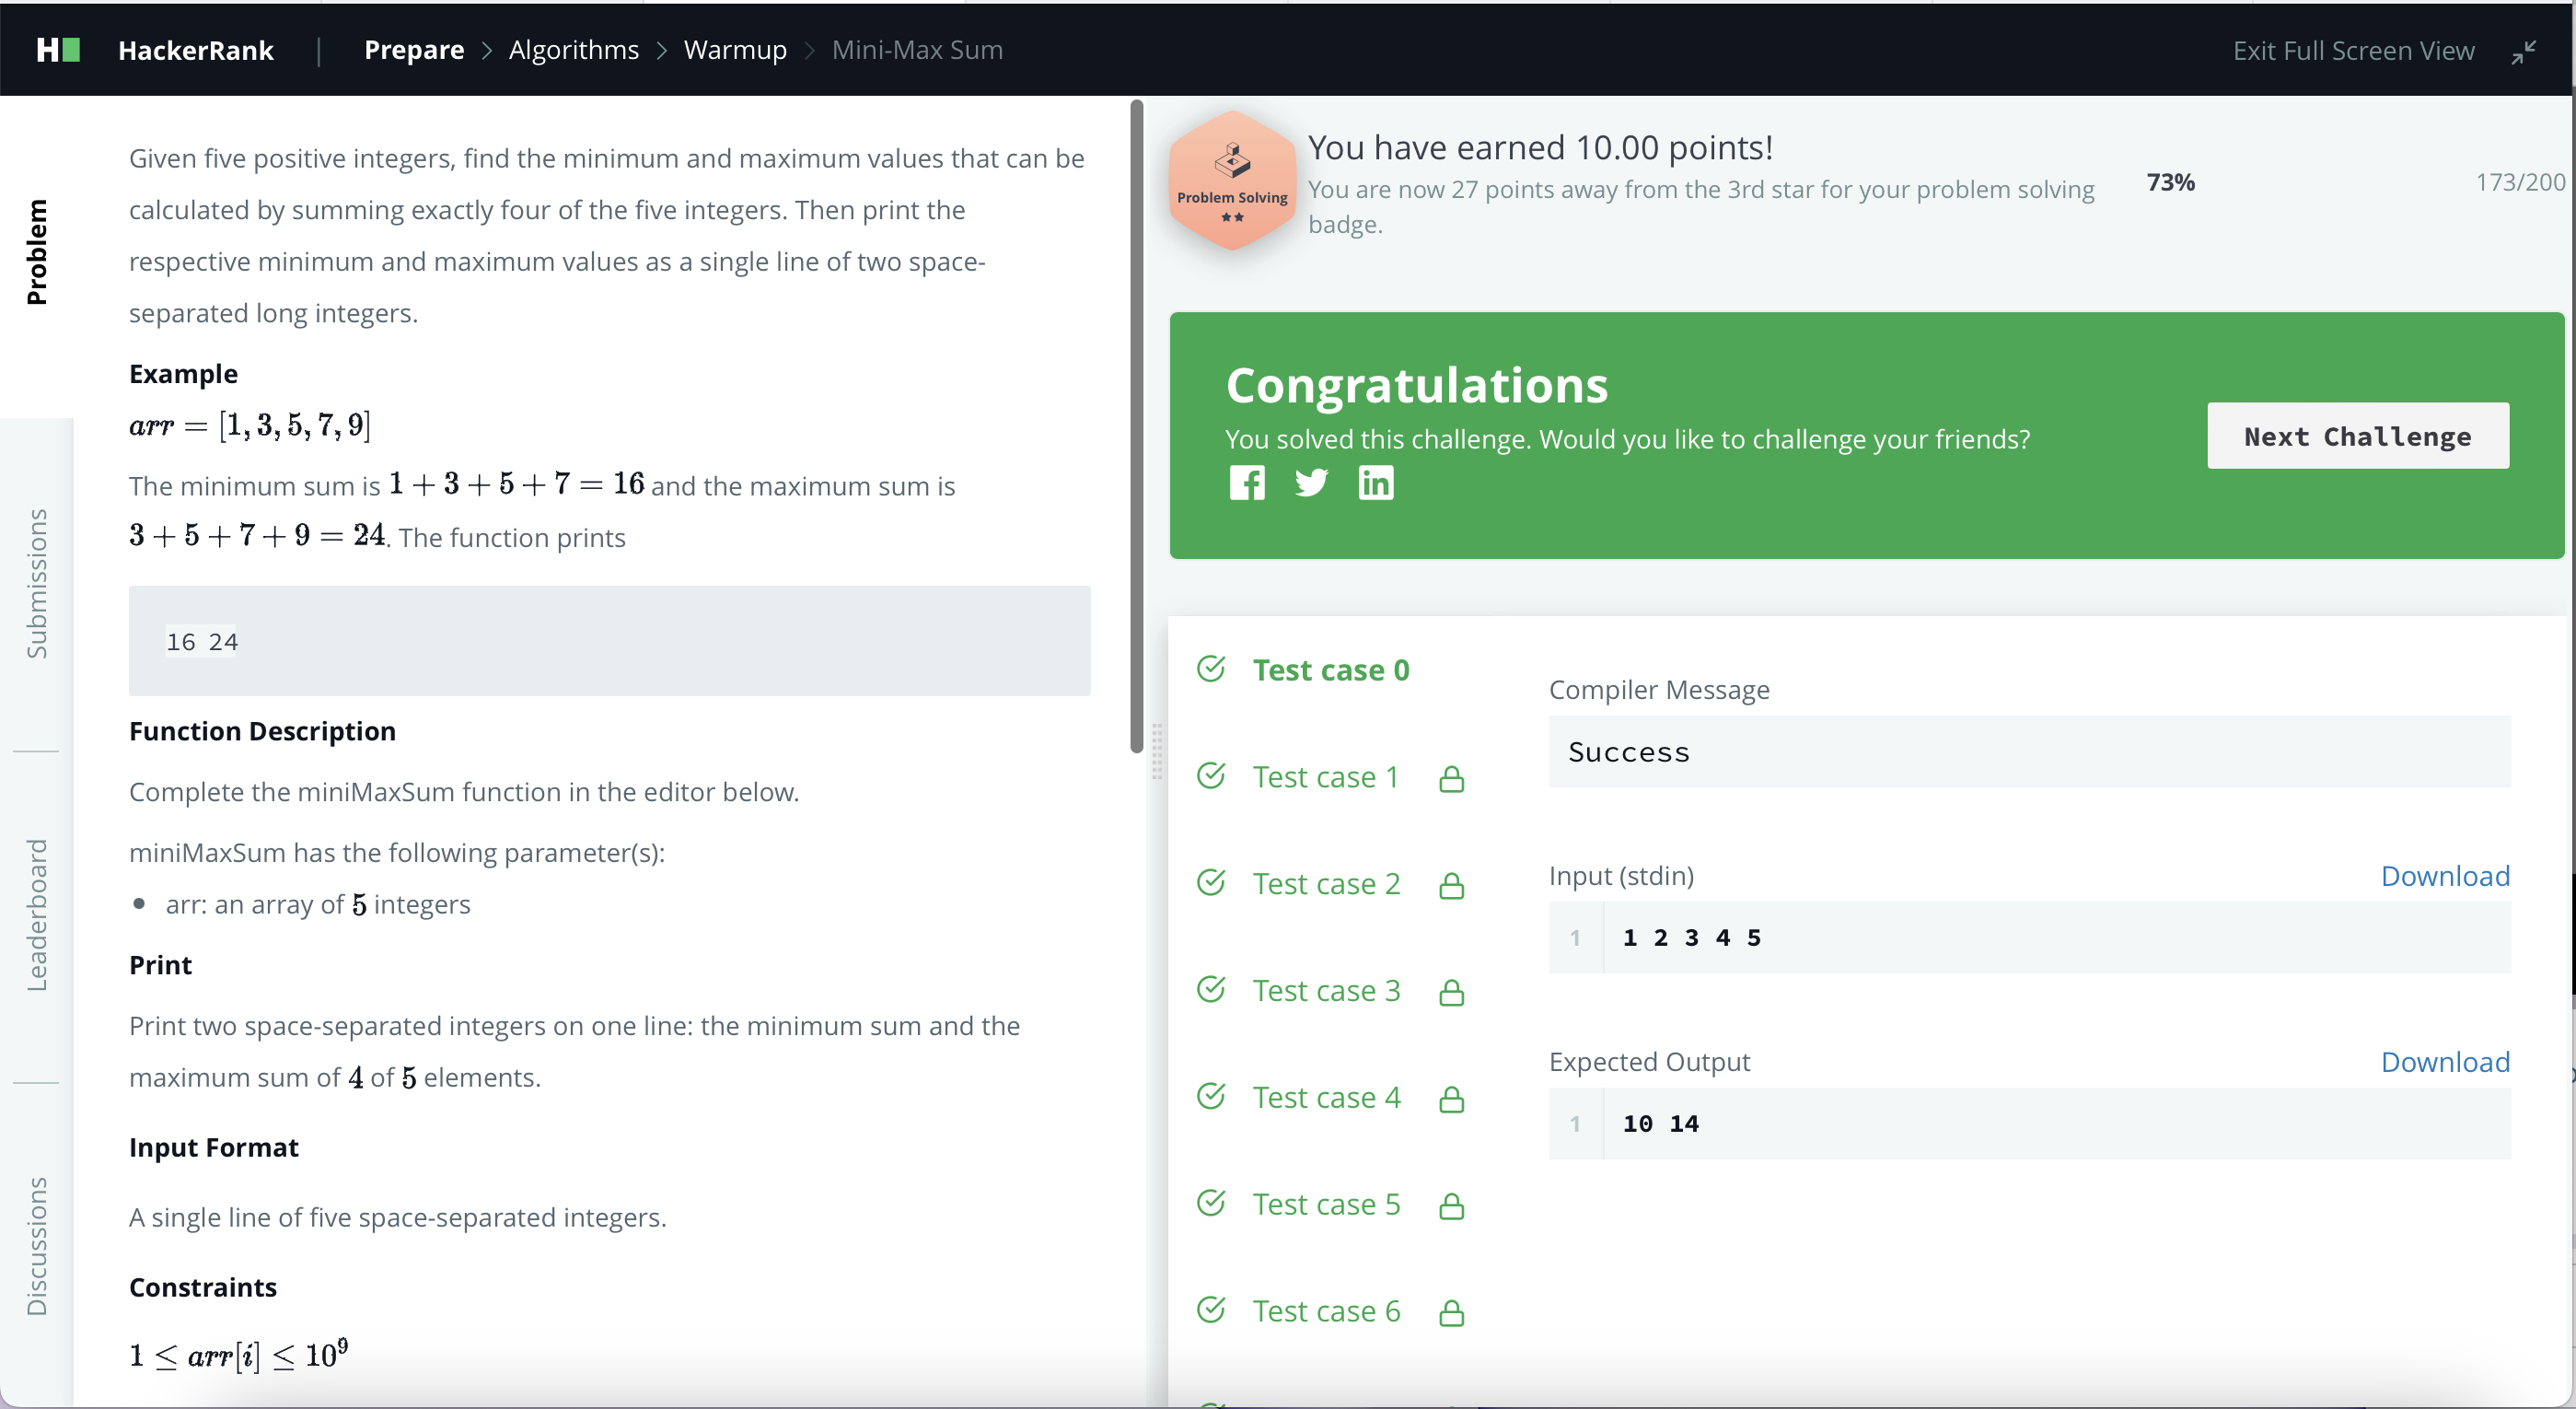 HackerRank | Prepare > Algorithms > Warmup > Mini-Max Sum
Exit Full Screen View
Problem
Submissions
Leaderboard
Discussions
Given five positive integers, find the minimum and maximum values that can be
calculated by summing exactly four of the five integers. Then print the
respective minimum and maximum values as a single line of two space-
separated long integers.
Example
arr = [1, 3, 5, 7, 9]
The minimum sum is 1 + 3 + 5 + 7 = 16 and the maximum sum is
3 + 5 + 7 + 9 = 24. The function prints
16 24
Function Description
Complete the miniMaxSum function in the editor below.
miniMaxSum has the following parameter(s):
• arr: an array of 5 integers
Print
Print two space-separated integers on one line: the minimum sum and the
maximum sum of 4 of 5 elements.
Input Format
A single line of five space-separated integers.
Constraints
1 ≤ arr[i] ≤ 10⁹
Problem Solving
★★
You have earned 10.00 points!
You are now 27 points away from the 3rd star for your problem solving
badge.
73%
173/200
Congratulations
You solved this challenge. Would you like to challenge your friends?
Next Challenge
Test case 0
Test case 1
Test case 2
Test case 3
Test case 4
Test case 5
Test case 6
Compiler Message
Success
Input (stdin)
Download
1 1 2 3 4 5
Expected Output
Download
1 10 14